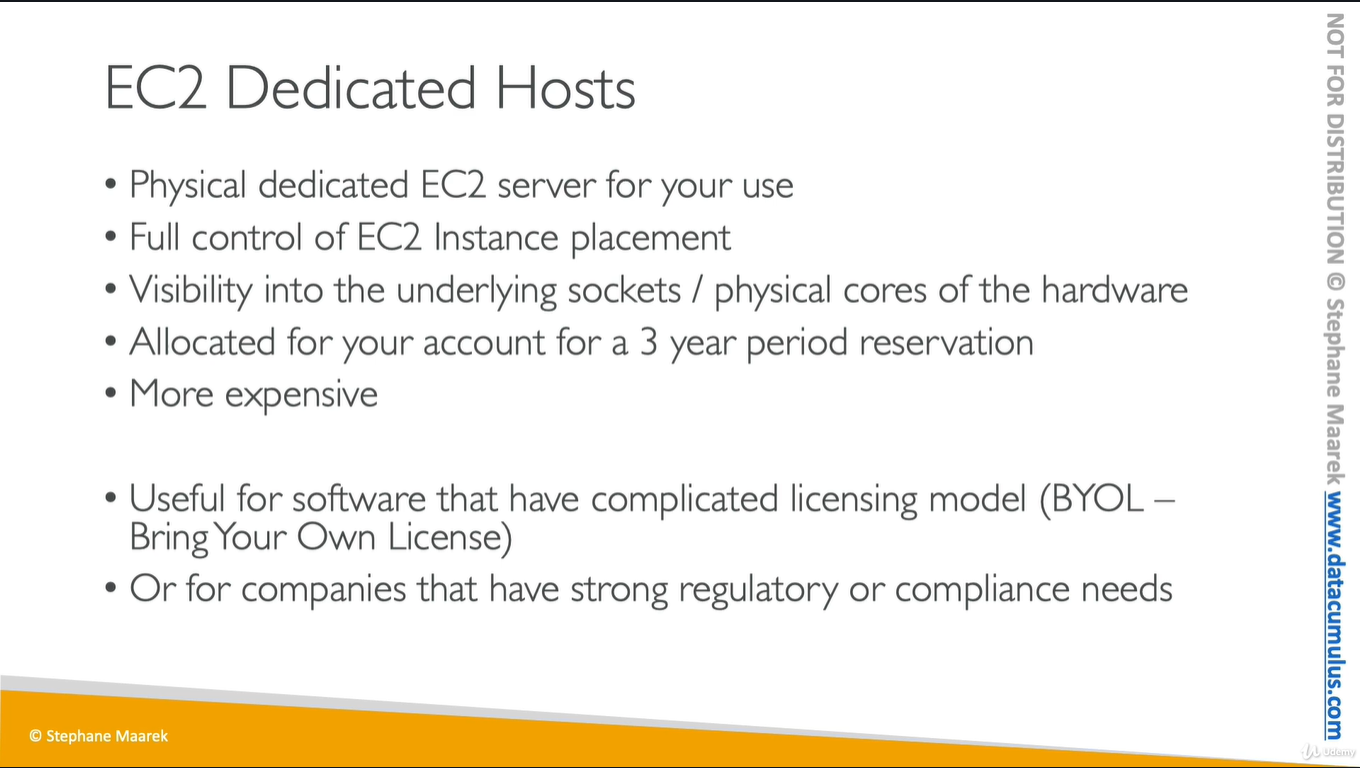 EC2 Dedicated Hosts
• Physical dedicated EC2 server for your use
• Full control of EC2 Instance placement
• Visibility into the underlying sockets / physical cores of the hardware
• Allocated for your account for a 3 year period reservation
• More expensive
• Useful for software that have complicated licensing model (BYOL –
Bring Your Own License)
• Or for companies that have strong regulatory or compliance needs
© Stephane Maarek
NOT FOR DISTRIBUTION © Stephane Maarek www.datacumulus.com
Udemy